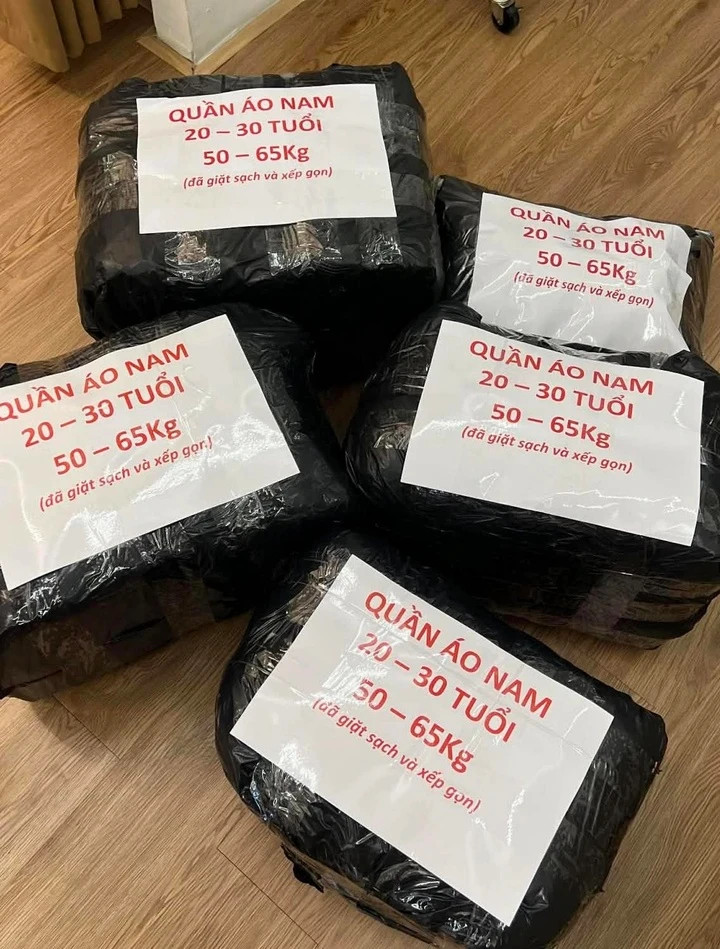 QUẦN ÁO NAM
20 – 30 TUỔI
50 – 65Kg
(đã giặt sạch và xếp gọn)
QUẦN ÁO NAM
20 – 30 TUỔI
50 – 65Kg
(đã giặt sạch và xếp gọn)
QUẦN ÁO NAM
20 – 30 TUỔI
50 – 65Kg
(đã giặt sạch và xếp gọn)
QUẦN ÁO NAM
20 – 30 TUỔI
50 – 65Kg
(đã giặt sạch và xếp gọn)
QUẦN ÁO NAM
20 – 30 TUỔI
50 – 65Kg
(đã giặt sạch và xếp gọn)